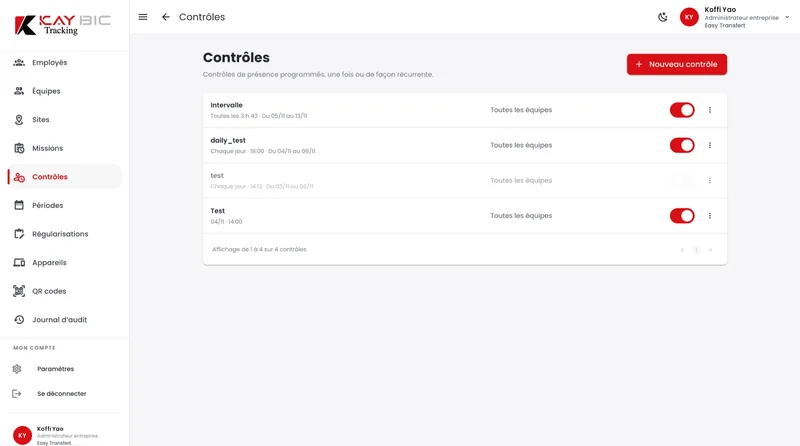 KAY BIC
Tracking
Employés
Équipes
Sites
Missions
Contrôles
Périodes
Régularisations
Appareils
QR codes
Journal d'audit
MON COMPTE
Paramètres
Se déconnecter
KY
Koffi Yao
Administrateur entreprise
Easy Transfert
Contrôles
KY
Koffi Yao
Administrateur entreprise
Easy Transfert
Contrôles
Contrôles de présence programmés, une fois ou de façon récurrente.
+ Nouveau contrôle
Intervalle
Toutes les 3 h 43 · Du 05/11 au 13/11
Toutes les équipes
daily_test
Chaque jour · 18:00 · Du 04/11 au 06/11
Toutes les équipes
test
Chaque jour · 14:12 · Du 03/11 au 06/11
Toutes les équipes
Test
04/11 · 14:00
Toutes les équipes
Affichage de 1 à 4 sur 4 contrôles
1